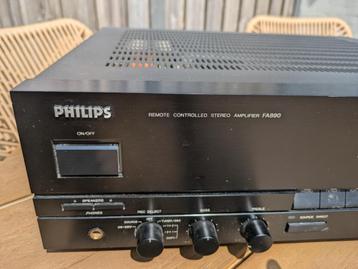 PHILIPS
REMOTE CONTROLLED STEREO AMPLIFIER FA890
ON/OFF
SPEAKERS
PHONES
REC SELECT
BASS
TREBLE
SOURCE DIRECT